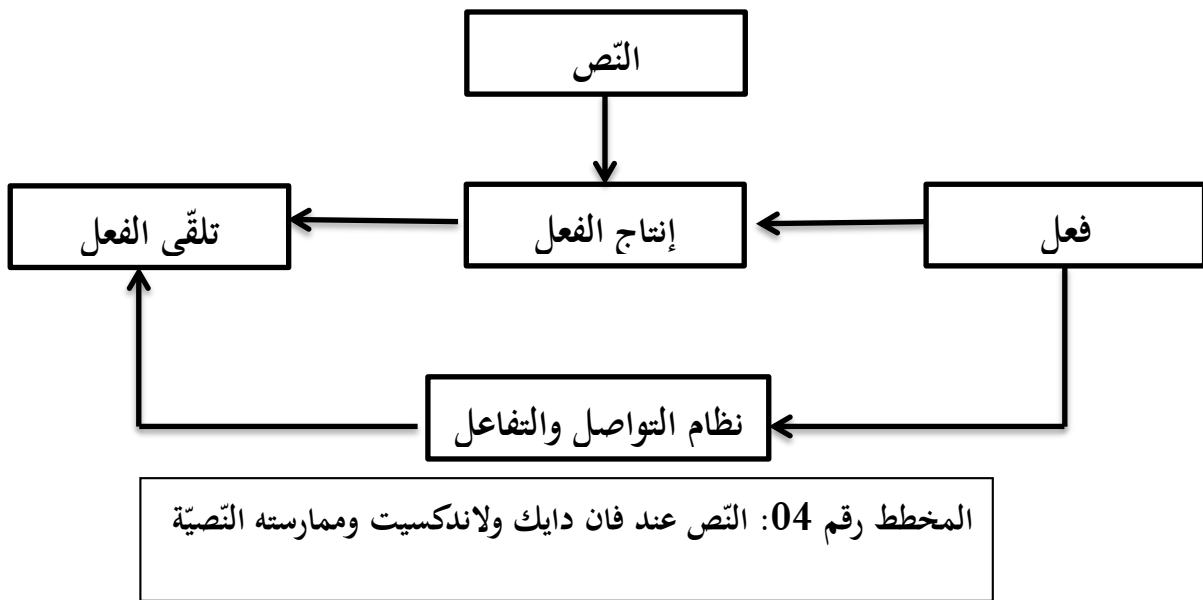 النّص
فعل
إنتاج الفعل
تلقّى الفعل
نظام التواصل والتفاعل
المخطط رقم 04: النّص عند فان دايك ولاندكسيت وممارسته النّصيّة